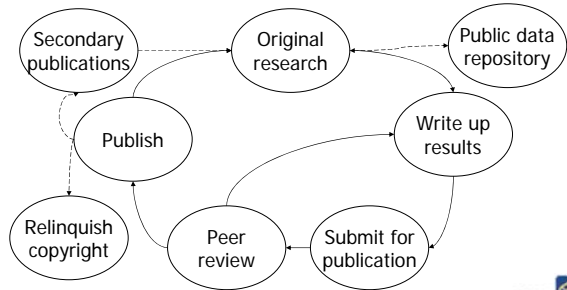 Secondary
publications
Original
research
Public data
repository
Publish
Write up
results
Relinquish
copyright
Peer
review
Submit for
publication